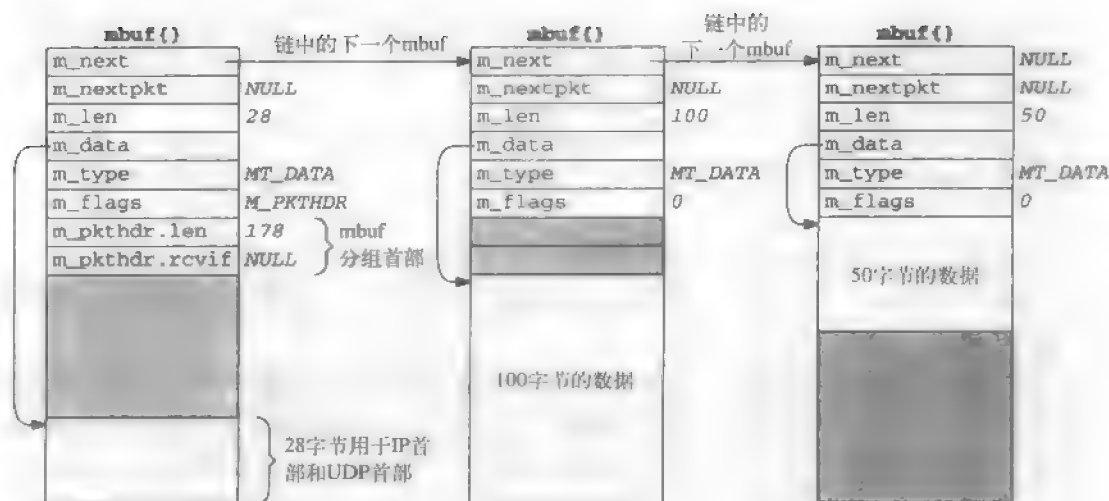 mbuf{}
m_next
m_nextpkt NULL
m_len 28
m_data
m_type MT_DATA
m_flags M_PKTHDR
m_pkthdr.len 178
m_pkthdr.rcvif NULL
mbuf
分组首部
28字节用于IP首
部和UDP首部
链中的下一个mbuf
mbuf{}
m_next
m_nextpkt NULL
m_len 100
m_data
m_type MT_DATA
m_flags 0
100字节的数据
链中的
下一个mbuf
mbuf{}
m_next NULL
m_nextpkt NULL
m_len 50
m_data
m_type MT_DATA
m_flags 0
50字节的数据